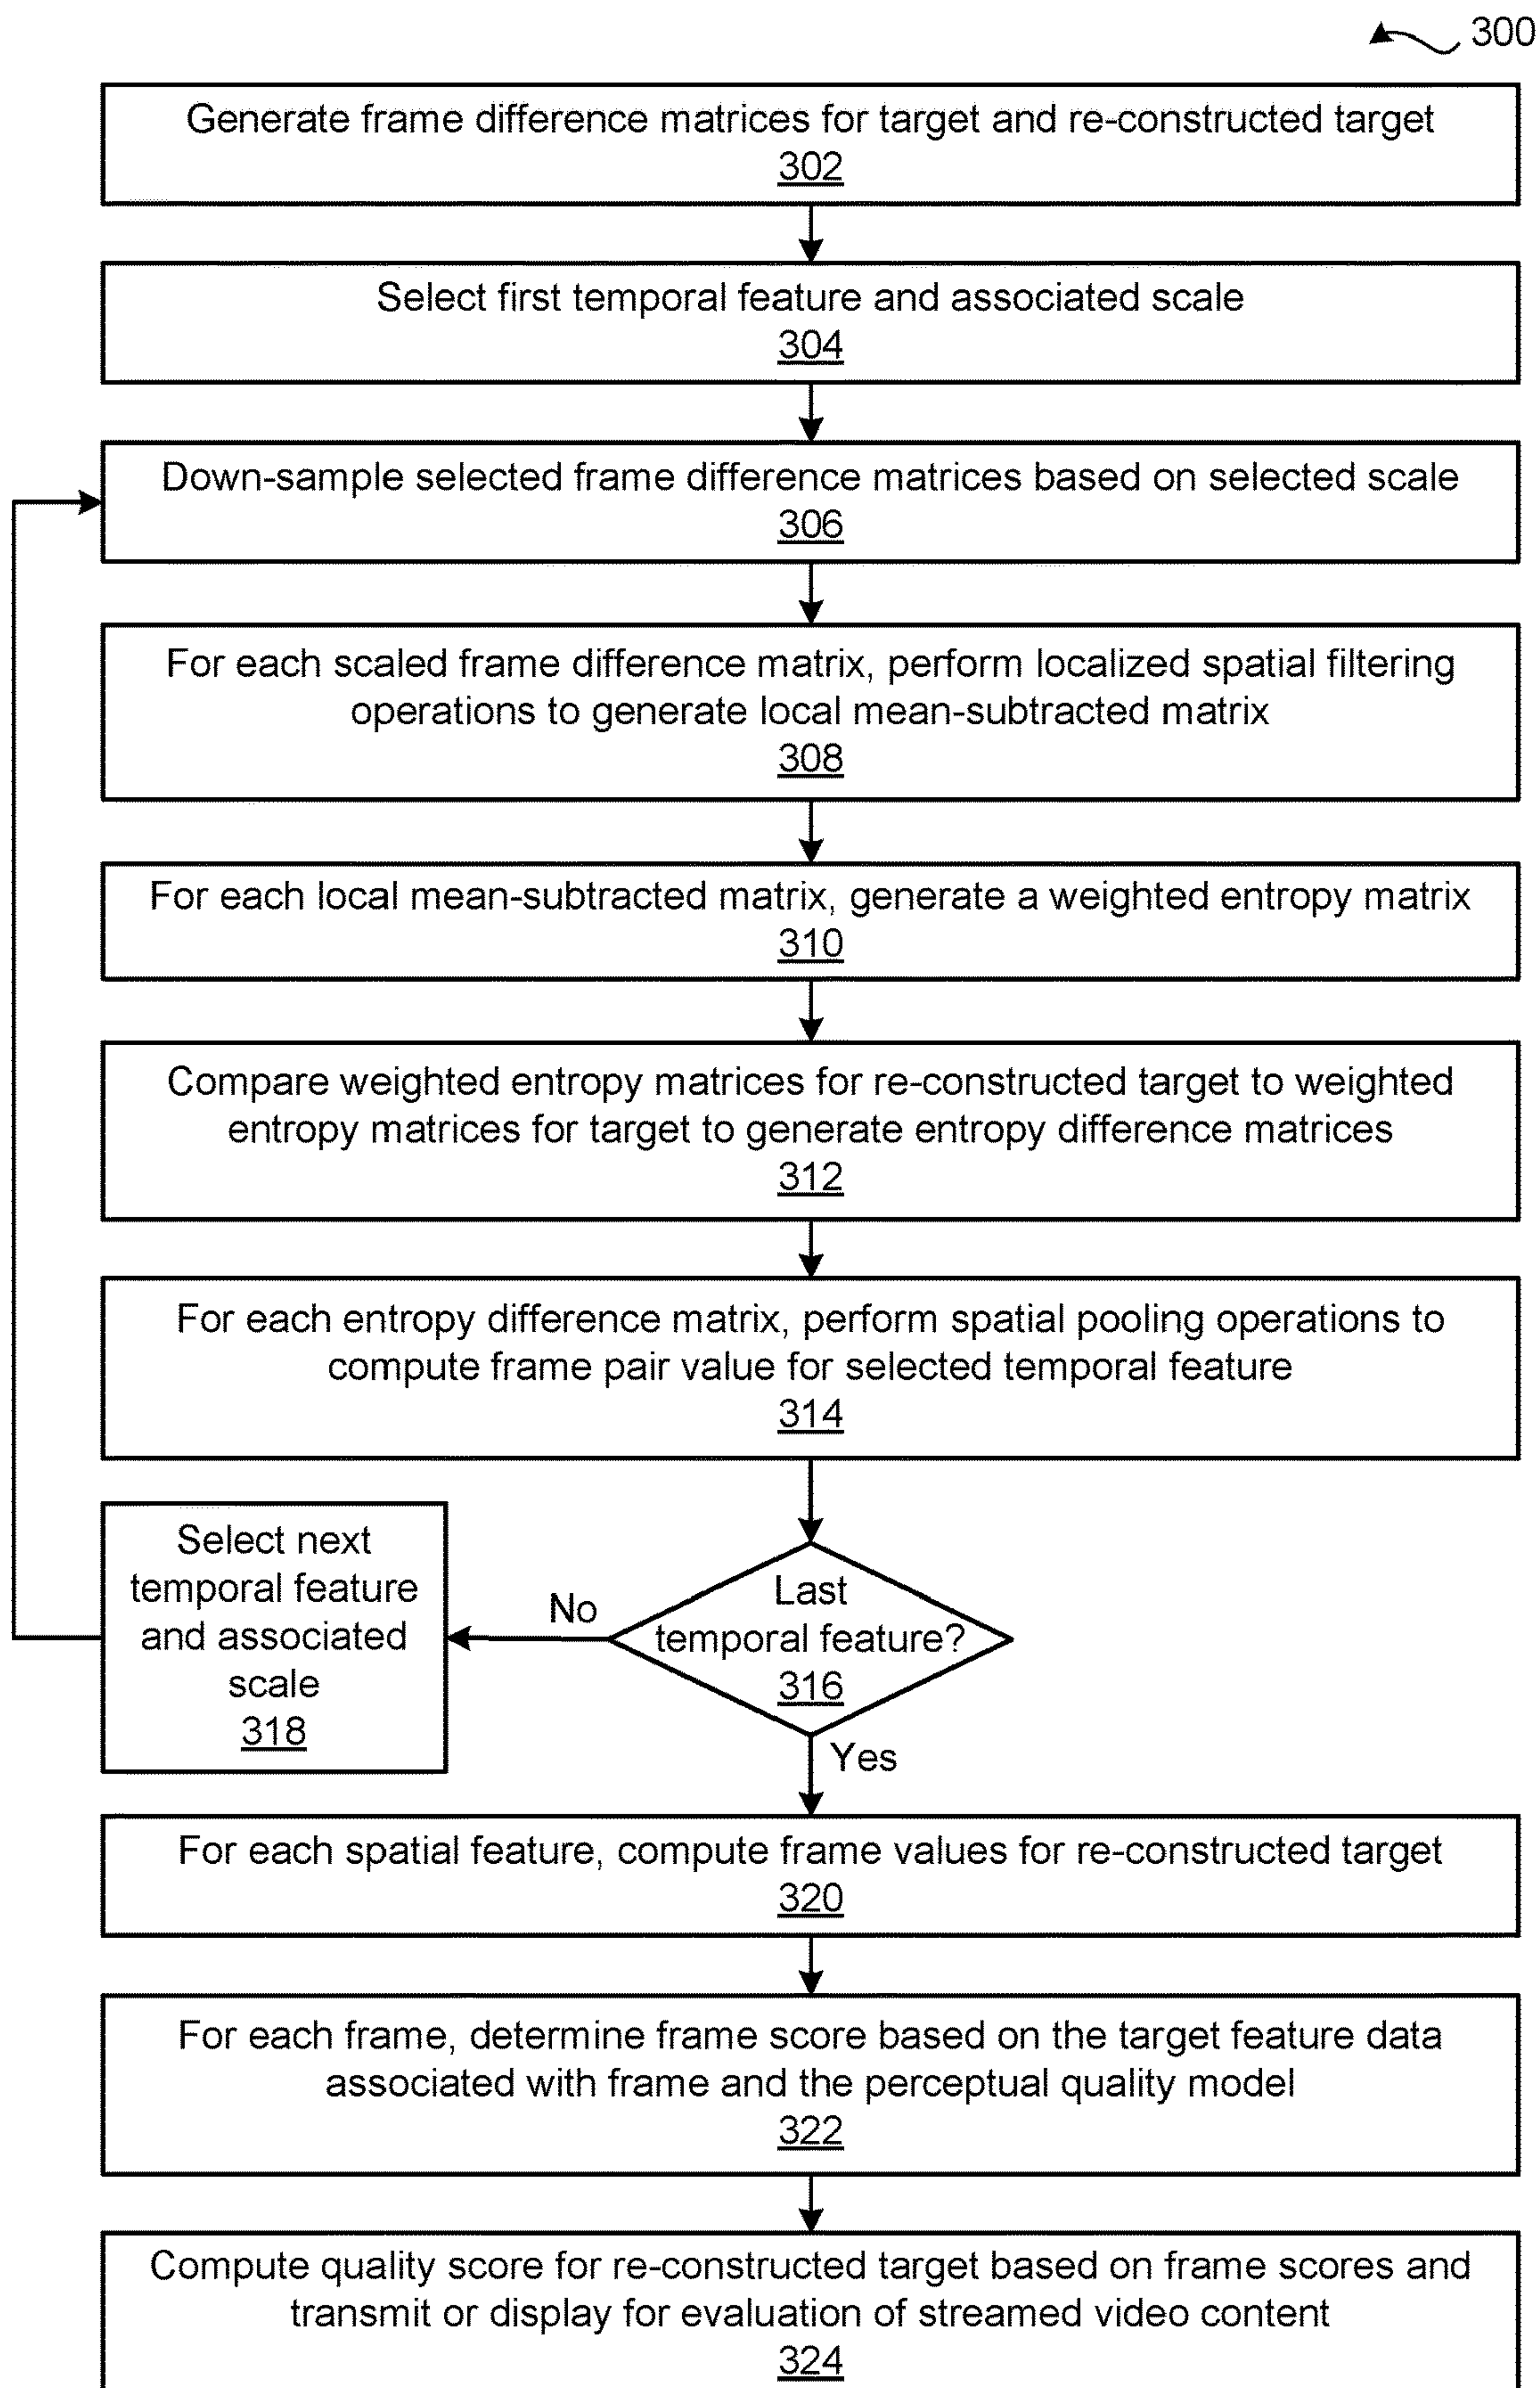 300
Generate frame difference matrices for target and re-constructed target
302
Select first temporal feature and associated scale
304
Down-sample selected frame difference matrices based on selected scale
306
For each scaled frame difference matrix, perform localized spatial filtering
operations to generate local mean-subtracted matrix
308
For each local mean-subtracted matrix, generate a weighted entropy matrix
310
Compare weighted entropy matrices for re-constructed target to weighted
entropy matrices for target to generate entropy difference matrices
312
For each entropy difference matrix, perform spatial pooling operations to
compute frame pair value for selected temporal feature
314
Select next
temporal feature
and associated
scale
318
No
Last
temporal feature?
316
Yes
For each spatial feature, compute frame values for re-constructed target
320
For each frame, determine frame score based on the target feature data
associated with frame and the perceptual quality model
322
Compute quality score for re-constructed target based on frame scores and
transmit or display for evaluation of streamed video content
324